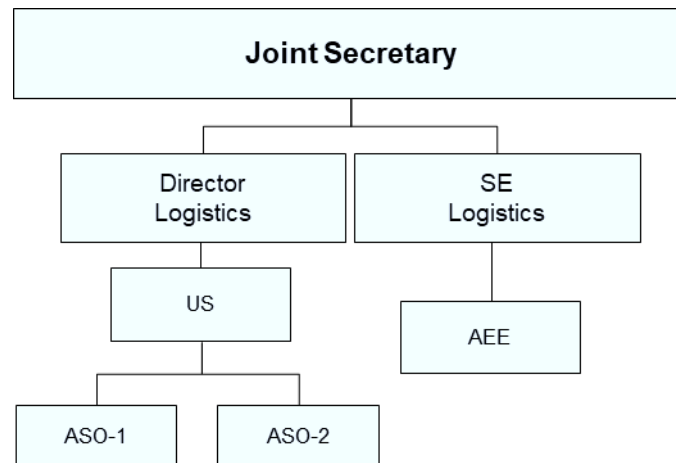 Joint Secretary
Director
Logistics
SE
Logistics
US
AEE
ASO-1
ASO-2